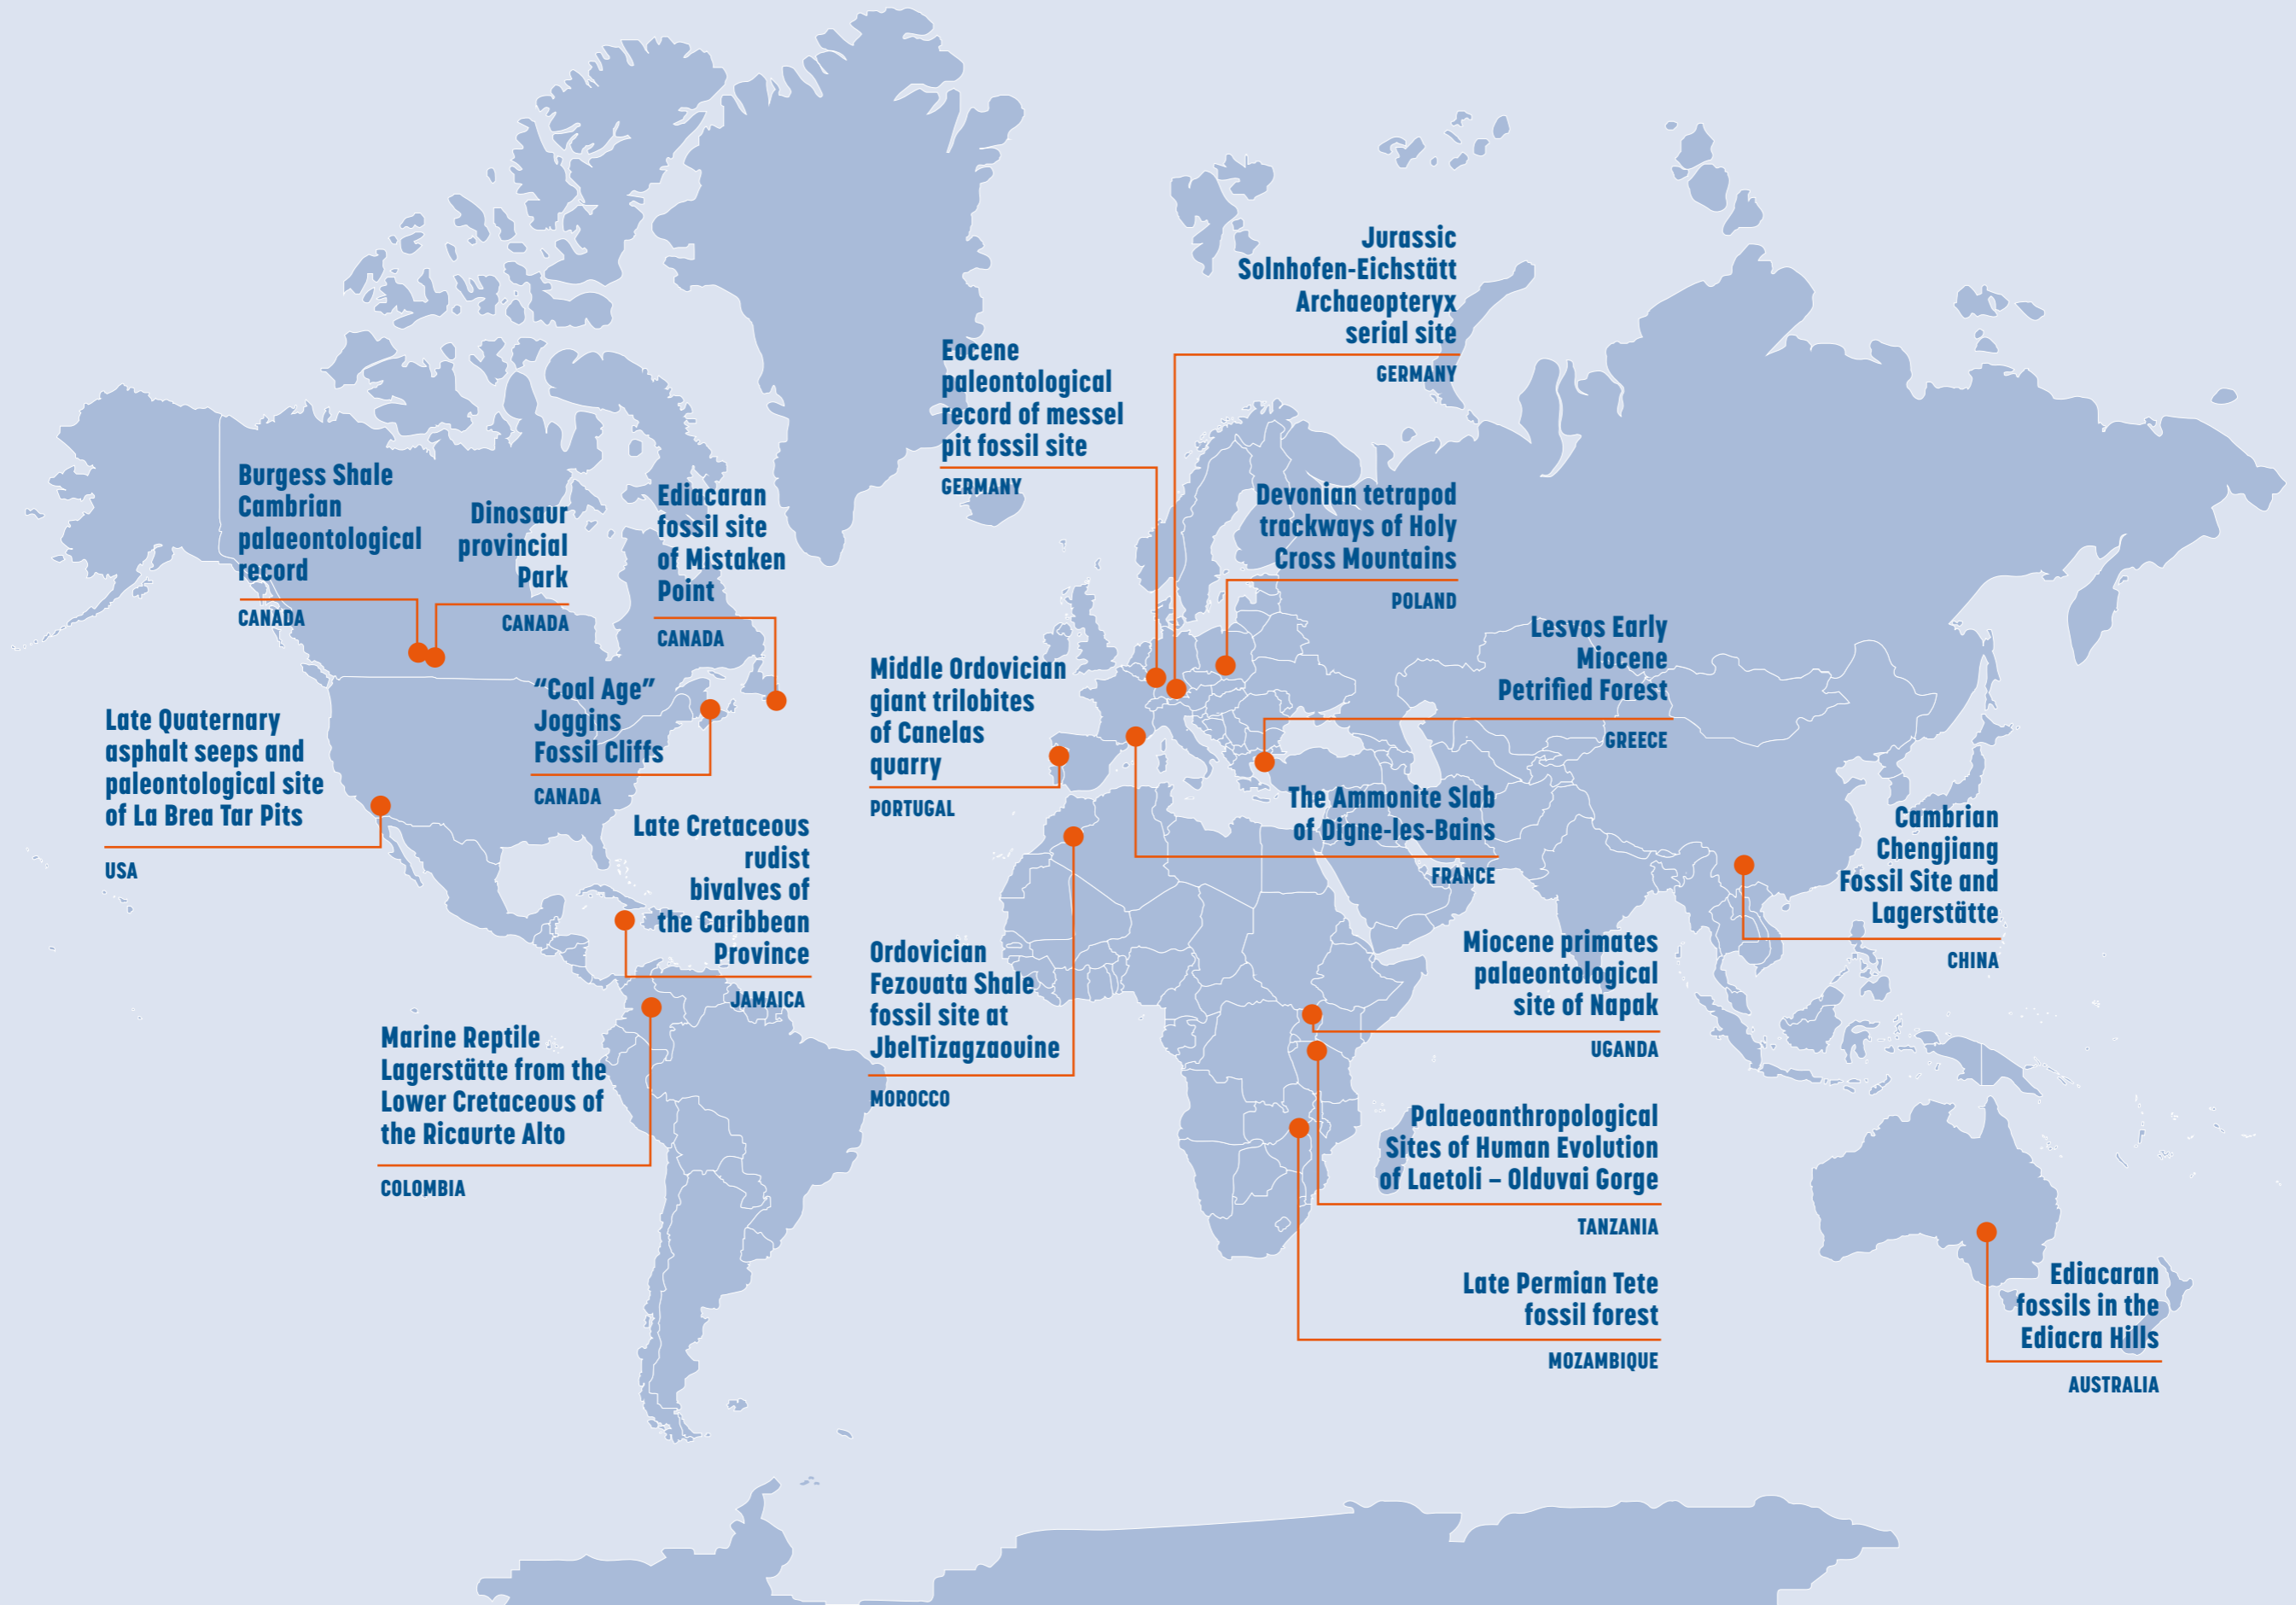 Jurassic
Solnhofen-Eichstätt
Archaeopteryx
serial site
GERMANY
Eocene
paleontological
record of messel
pit fossil site
GERMANY
Burgess Shale
Cambrian
palaeontological
record
CANADA
Dinosaur
provincial
Park
CANADA
Ediacaran
fossil site
of Mistaken
Point
CANADA
Devonian tetrapod
trackways of Holy
Cross Mountains
POLAND
Lesvos Early
Miocene
Petrified Forest
GREECE
Middle Ordovician
giant trilobites
of Canelas
quarry
PORTUGAL
"Coal Age"
Joggins
Fossil Cliffs
CANADA
Late Quaternary
asphalt seeps and
paleontological site
of La Brea Tar Pits
USA
The Ammonite Slab
of Digne-les-Bains
FRANCE
Cambrian
Chengjiang
Fossil Site and
Lagerstätte
CHINA
Late Cretaceous
rudist
bivalves of
the Caribbean
Province
JAMAICA
Ordovician
Fezouata Shale
fossil site at
JbelTizagzaouine
MOROCCO
Miocene primates
palaeontological
site of Napak
UGANDA
Marine Reptile
Lagerstätte from the
Lower Cretaceous of
the Ricaurte Alto
COLOMBIA
Palaeoanthropological
Sites of Human Evolution
of Laetoli – Olduvai Gorge
TANZANIA
Late Permian Tete
fossil forest
MOZAMBIQUE
Ediacaran
fossils in the
Ediacra Hills
AUSTRALIA